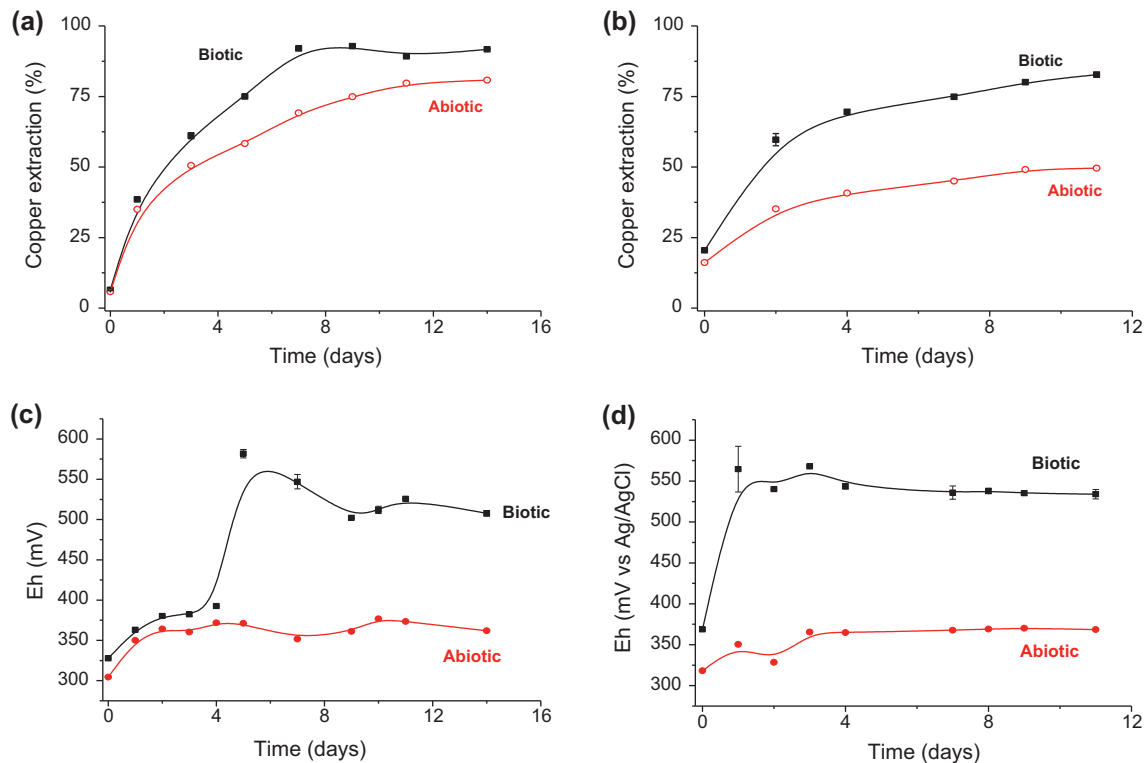 (a)
Copper extraction (%)
100
75
50
25
0
Biotic
Abiotic
0 4 8 12 16
Time (days)
(b)
Copper extraction (%)
100
75
50
25
0
Biotic
Abiotic
0 4 8 12
Time (days)
(c)
Eh (mV)
600
550
500
450
400
350
300
Biotic
Abiotic
0 4 8 12 16
Time (days)
(d)
Eh (mV vs Ag/AgCl)
600
550
500
450
400
350
300
Biotic
Abiotic
0 4 8 12
Time (days)